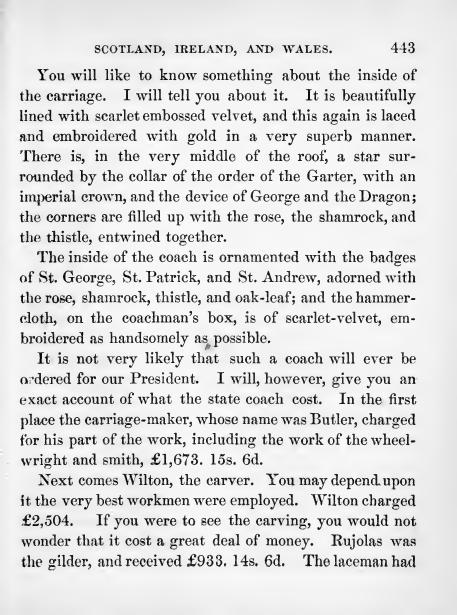 SCOTLAND, IRELAND, AND WALES. 443
You will like to know something about the inside of
the carriage. I will tell you about it. It is beautifully
lined with scarlet embossed velvet, and this again is laced
and embroidered with gold in a very superb manner.
There is, in the very middle of the roof, a star sur-
rounded by the collar of the order of the Garter, with an
imperial crown, and the device of George and the Dragon;
the corners are filled up with the rose, the shamrock, and
the thistle, entwined together.
The inside of the coach is ornamented with the badges
of St. George, St. Patrick, and St. Andrew, adorned with
the rose, shamrock, thistle, and oak-leaf; and the hammer-
cloth, on the coachman's box, is of scarlet-velvet, em-
broidered as handsomely as possible.
It is not very likely that such a coach will ever be
ordered for our President. I will, however, give you an
exact account of what the state coach cost. In the first
place the carriage-maker, whose name was Butler, charged
for his part of the work, including the work of the wheel-
wright and smith, £1,673. 15s. 6d.
Next comes Wilton, the carver. You may depend upon
it the very best workmen were employed. Wilton charged
£2,504. If you were to see the carving, you would not
wonder that it cost a great deal of money. Rujolas was
the gilder, and received £933. 14s. 6d. The laceman had